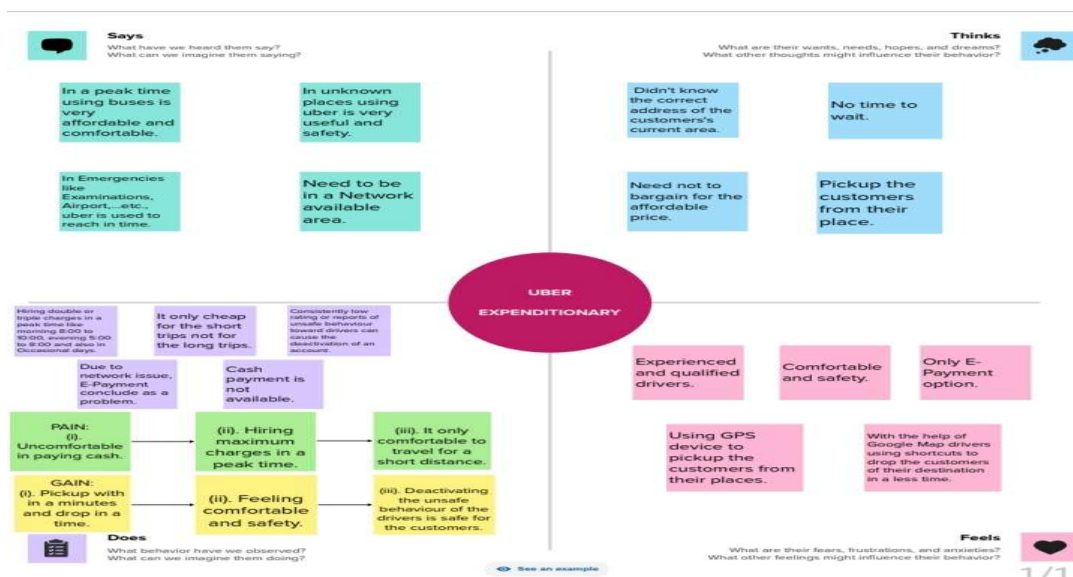 Says
What have we heard them say?
What can we imagine them saying?
In a peak time
using buses is
very
affordable and
comfortable.
In unknown
places using
uber is very
useful and
safety.
In Emergencies
like
Examinations,
Airport,...etc.,
uber is used to
reach in time.
Need to be
in a Network
available
area.
Thinks
What are their wants, needs, hopes, and dreams?
What other thoughts might influence their behavior?
Didn't know
the correct
address of the
customers's
current area.
No time to
wait.
Need not to
bargain for the
affordable
price.
Pickup the
customers
from their
place.
UBER
EXPENDITIONARY
Hiring double or
triple charges in a
peak time like
morning 8:00 to
10:00, evening 5:00
to 8:00 and also in
Occasional days.
It only cheap
for the short
trips not for
the long trips.
Consistently low
rating or reports of
unsafe behaviour
toward drivers can
cause the
deactivation of an
account.
Due to
network issue,
E-Payment
conclude as a
problem.
Cash
payment is
not
available.
PAIN:
(i).
Uncomfortable
in paying cash.
(ii). Hiring
maximum
charges in a
peak time.
(iii). It only
comfortable to
travel for a
short distance.
GAIN:
(i). Pickup with
in a minutes
and drop in a
time.
(ii). Feeling
comfortable
and safety.
(iii). Deactivating
the unsafe
behaviour of the
drivers is safe for
the customers.
Does
What behavior have we observed?
What can we imagine them doing?
Experienced
and qualified
drivers.
Comfortable
and safety.
Only E-
Payment
option.
Using GPS
device to
pickup the
customers from
their places.
With the help of
Google Map drivers
using shortcuts to
drop the customers
of their destination
in a less time.
Feels
What are their fears, frustrations, and anxieties?
What other feelings might influence their behavior?
See an example
1/1